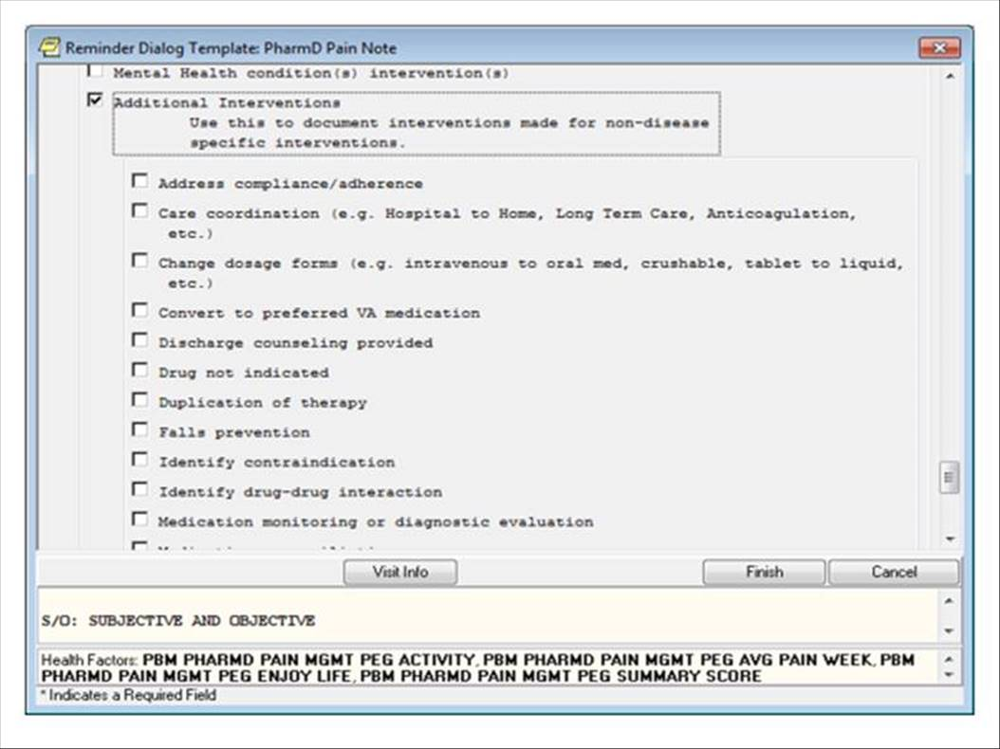 Reminder Dialog Template: PharmD Pain Note
Mental Health condition(s) intervention(s)
Additional Interventions
Use this to document interventions made for non-disease
specific interventions.
Address compliance/adherence
Care coordination (e.g. Hospital to Home, Long Term Care, Anticoagulation,
etc.)
Change dosage forms (e.g. intravenous to oral med, crushable, tablet to liquid,
etc.)
Convert to preferred VA medication
Discharge counseling provided
Drug not indicated
Duplication of therapy
Falls prevention
Identify contraindication
Identify drug-drug interaction
Medication monitoring or diagnostic evaluation
Visit Info
Finish
Cancel
S/O: SUBJECTIVE AND OBJECTIVE
Health Factors: PBM PHARMD PAIN MGMT PEG ACTIVITY, PBM PHARMD PAIN MGMT PEG AVG PAIN WEEK, PBM
PHARMD PAIN MGMT PEG ENJOY LIFE, PBM PHARMD PAIN MGMT PEG SUMMARY SCORE
* Indicates a Required Field